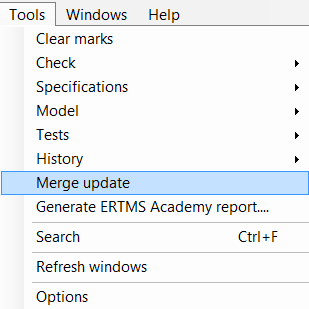 Tools Windows Help
Clear marks
Check
Specifications
Model
Tests
History
Merge update
Generate ERTMS Academy report....
Search Ctrl+F
Refresh windows
Options